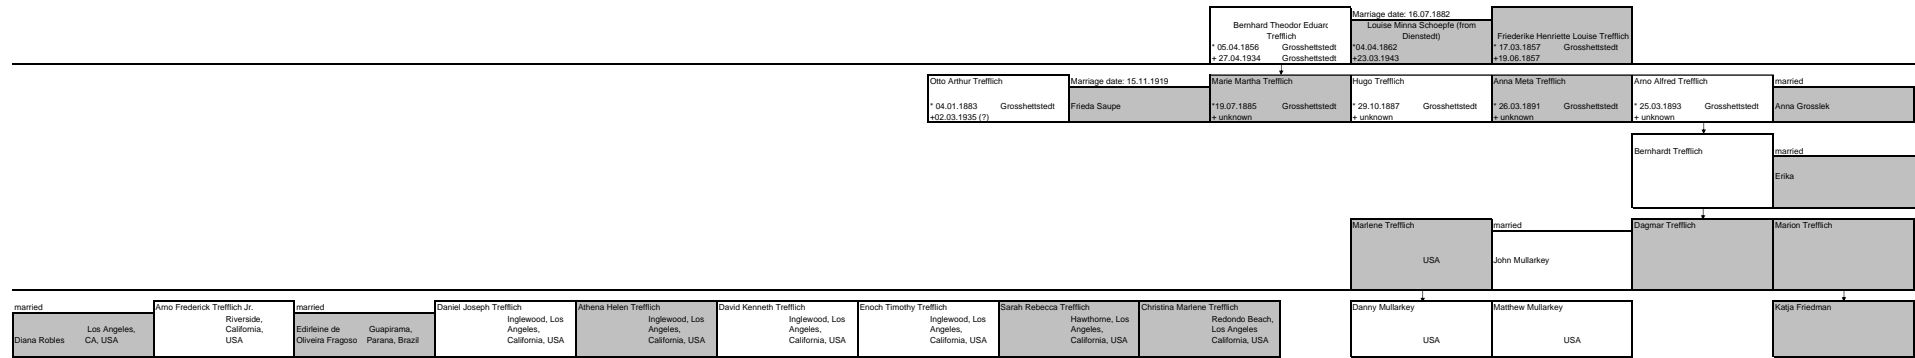 Bernhard Theodor Eduard
Trefflich
* 05.04.1856 Grosshettstedt
+ 27.04.1934 Grosshettstedt
Marriage date: 16.07.1882
Louise Minna Schoepfe (from
Dienstedt)
*04.04.1862
+23.03.1943
Friederike Henriette Louise Trefflich
* 17.03.1857 Grosshettstedt
+19.06.1857
Otto Arthur Trefflich
* 04.01.1883 Grosshettstedt
+02.03.1935 (?)
Marriage date: 15.11.1919
Frieda Saupe
Marie Martha Trefflich
*19.07.1885 Grosshettstedt
+ unknown
Hugo Trefflich
* 29.10.1887 Grosshettstedt
+ unknown
Anna Meta Trefflich
* 26.03.1891 Grosshettstedt
+ unknown
Arno Alfred Trefflich
* 25.03.1893 Grosshettstedt
+ unknown
married
Anna Grosslek
Bernhardt Trefflich
married
Erika
Marlene Trefflich
USA
married
John Mullarkey
Dagmar Trefflich
Marion Trefflich
married
Los Angeles,
Diana Robles CA, USA
Arno Frederick Trefflich Jr.
Riverside,
California,
USA
married
Edirleine de Guapirama,
Oliveira Fragoso Parana, Brazil
Daniel Joseph Trefflich
Inglewood, Los
Angeles,
California, USA
Athena Helen Trefflich
Inglewood, Los
Angeles,
California, USA
David Kenneth Trefflich
Inglewood, Los
Angeles,
California, USA
Enoch Timothy Trefflich
Inglewood, Los
Angeles,
California, USA
Sarah Rebecca Trefflich
Hawthorne, Los
Angeles,
California, USA
Christina Marlene Trefflich
Redondo Beach,
Los Angeles
California, USA
Danny Mullarkey
USA
Matthew Mullarkey
USA
Katja Friedman